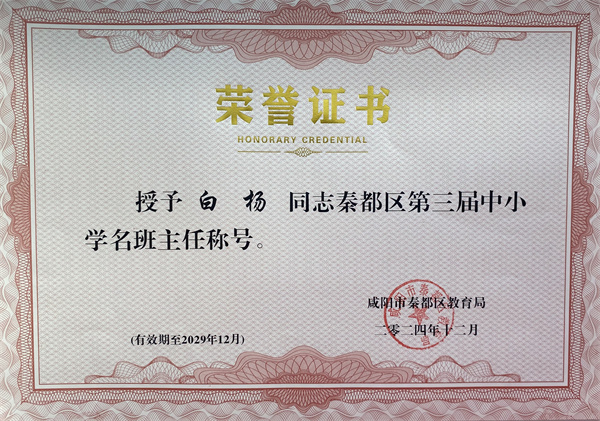 荣誉证书
HONORARY CREDENTIAL
授予 白 杨 同志秦都区第三届中小
学名班主任称号。
咸阳市秦都区教育局
二零二四年十二月
(有效期至2029年12月)